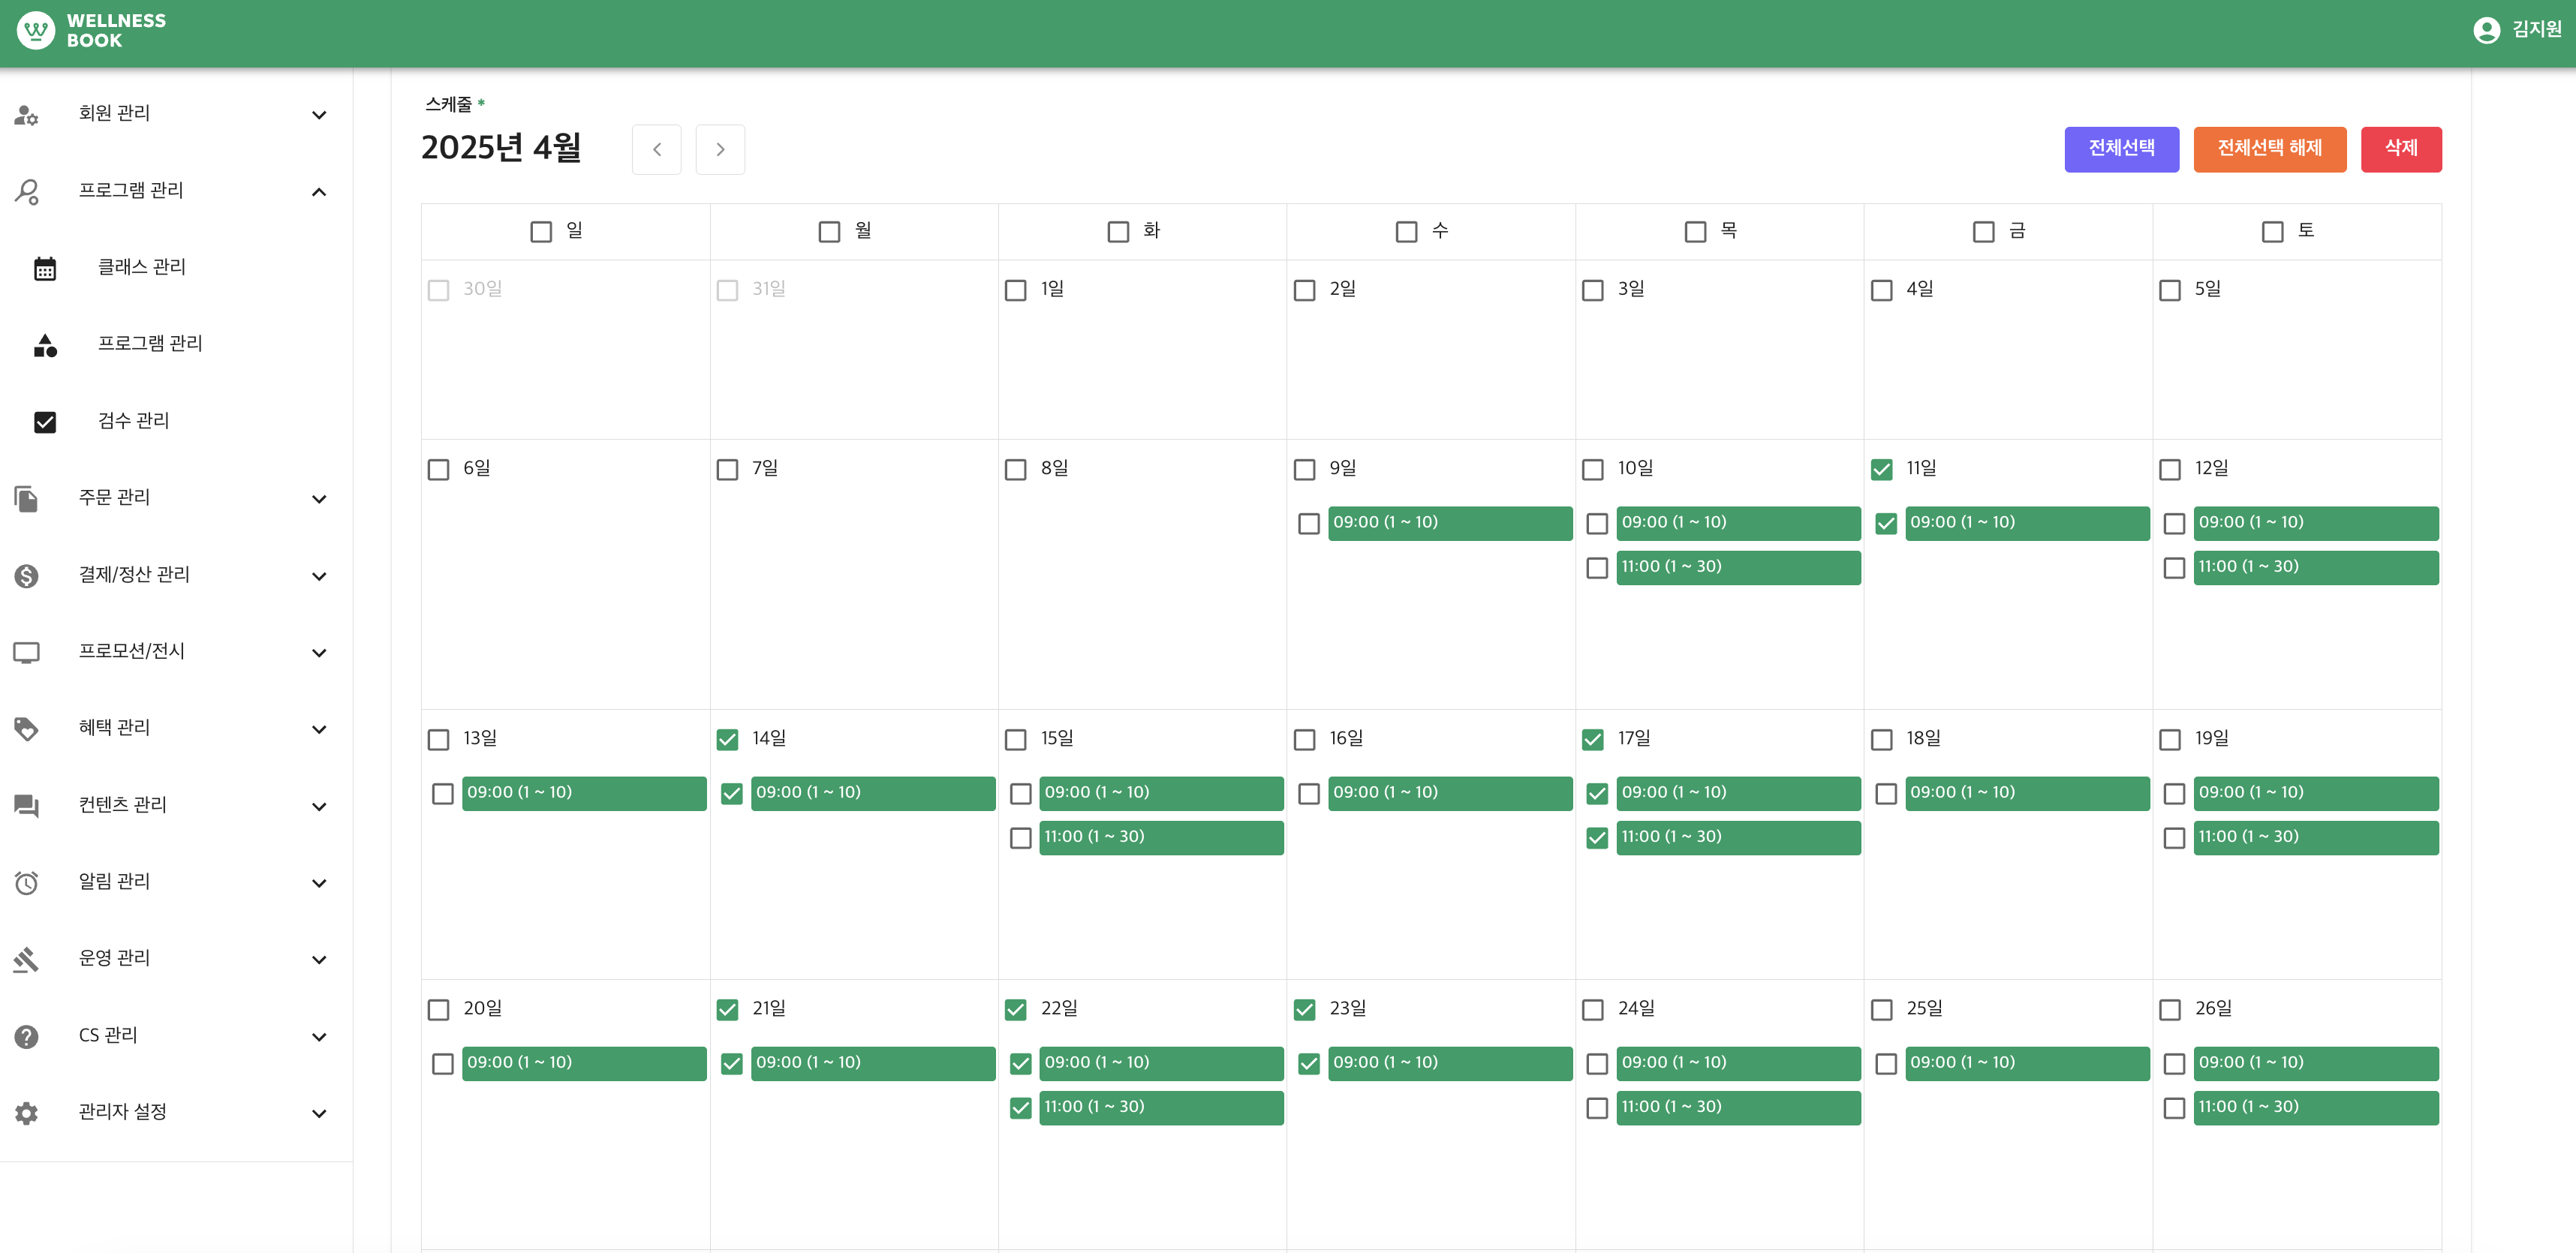 WELLNESS
BOOK
김지원
회원 관리
프로그램 관리
클래스 관리
프로그램 관리
검수 관리
주문 관리
결제/정산 관리
프로모션/전시
혜택 관리
컨텐츠 관리
알림 관리
운영 관리
CS 관리
관리자 설정
스케줄 *
2025년 4월
전체선택 전체선택 해제 삭제
일 월 화 수 목 금 토
30일 31일 1일 2일 3일 4일 5일
6일 7일 8일 9일 10일 11일 12일
09:00 (1 ~ 10) 09:00 (1 ~ 10) 09:00 (1 ~ 10) 09:00 (1 ~ 10)
11:00 (1 ~ 30) 11:00 (1 ~ 30)
13일 14일 15일 16일 17일 18일 19일
09:00 (1 ~ 10) 09:00 (1 ~ 10) 09:00 (1 ~ 10) 09:00 (1 ~ 10) 09:00 (1 ~ 10) 09:00 (1 ~ 10) 09:00 (1 ~ 10)
11:00 (1 ~ 30) 11:00 (1 ~ 30) 11:00 (1 ~ 30)
20일 21일 22일 23일 24일 25일 26일
09:00 (1 ~ 10) 09:00 (1 ~ 10) 09:00 (1 ~ 10) 09:00 (1 ~ 10) 09:00 (1 ~ 10) 09:00 (1 ~ 10) 09:00 (1 ~ 10)
11:00 (1 ~ 30) 11:00 (1 ~ 30) 11:00 (1 ~ 30)